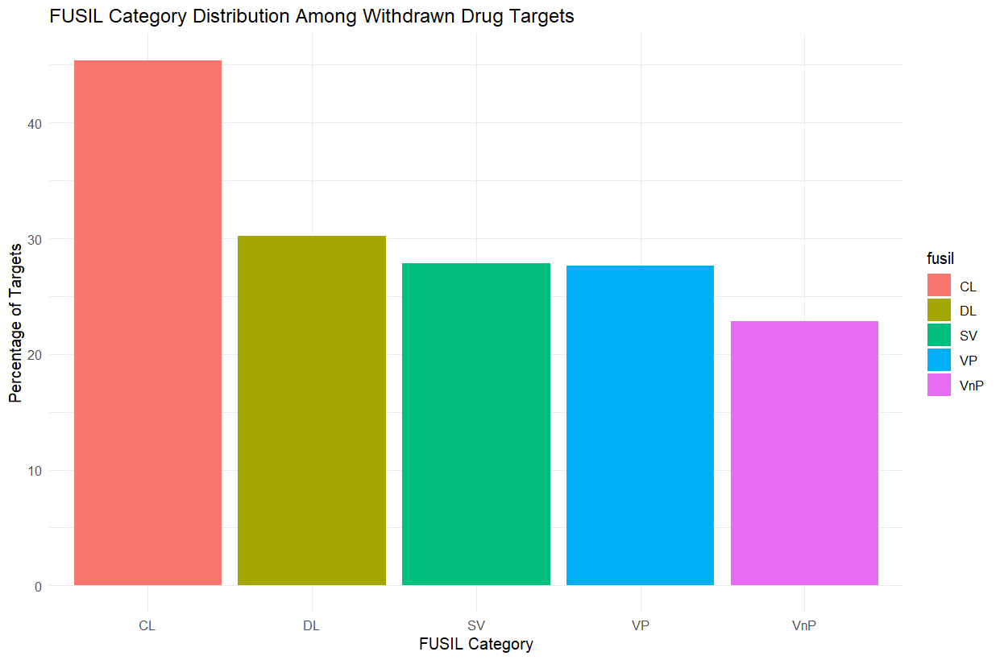 FUSIL Category Distribution Among Withdrawn Drug Targets
Percentage of Targets
40
30
20
10
0
CL
DL
SV
VP
VnP
FUSIL Category
fusil
CL
DL
SV
VP
VnP